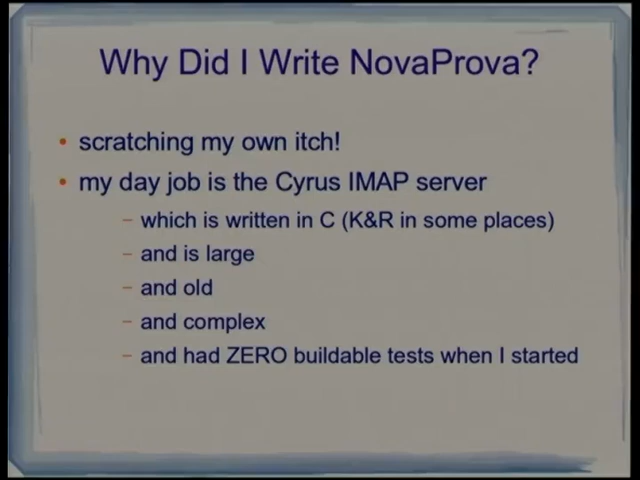 Why Did I Write NovaProva?
• scratching my own itch!
• my day job is the Cyrus IMAP server
– which is written in C (K&R in some places)
– and is large
– and old
– and complex
– and had ZERO buildable tests when I started